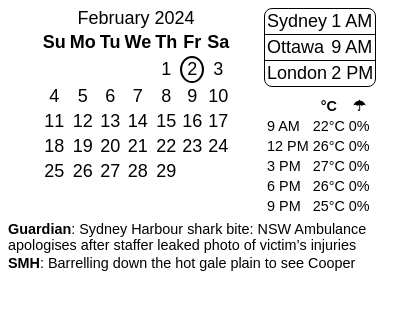 February 2024
Su Mo Tu We Th Fr Sa
1 2 3
4 5 6 7 8 9 10
11 12 13 14 15 16 17
18 19 20 21 22 23 24
25 26 27 28 29
Sydney 1 AM
Ottawa 9 AM
London 2 PM
°C ☂
9 AM 22°C 0%
12 PM 26°C 0%
3 PM 27°C 0%
6 PM 26°C 0%
9 PM 25°C 0%
Guardian: Sydney Harbour shark bite: NSW Ambulance
apologises after staffer leaked photo of victim’s injuries
SMH: Barrelling down the hot gale plain to see Cooper